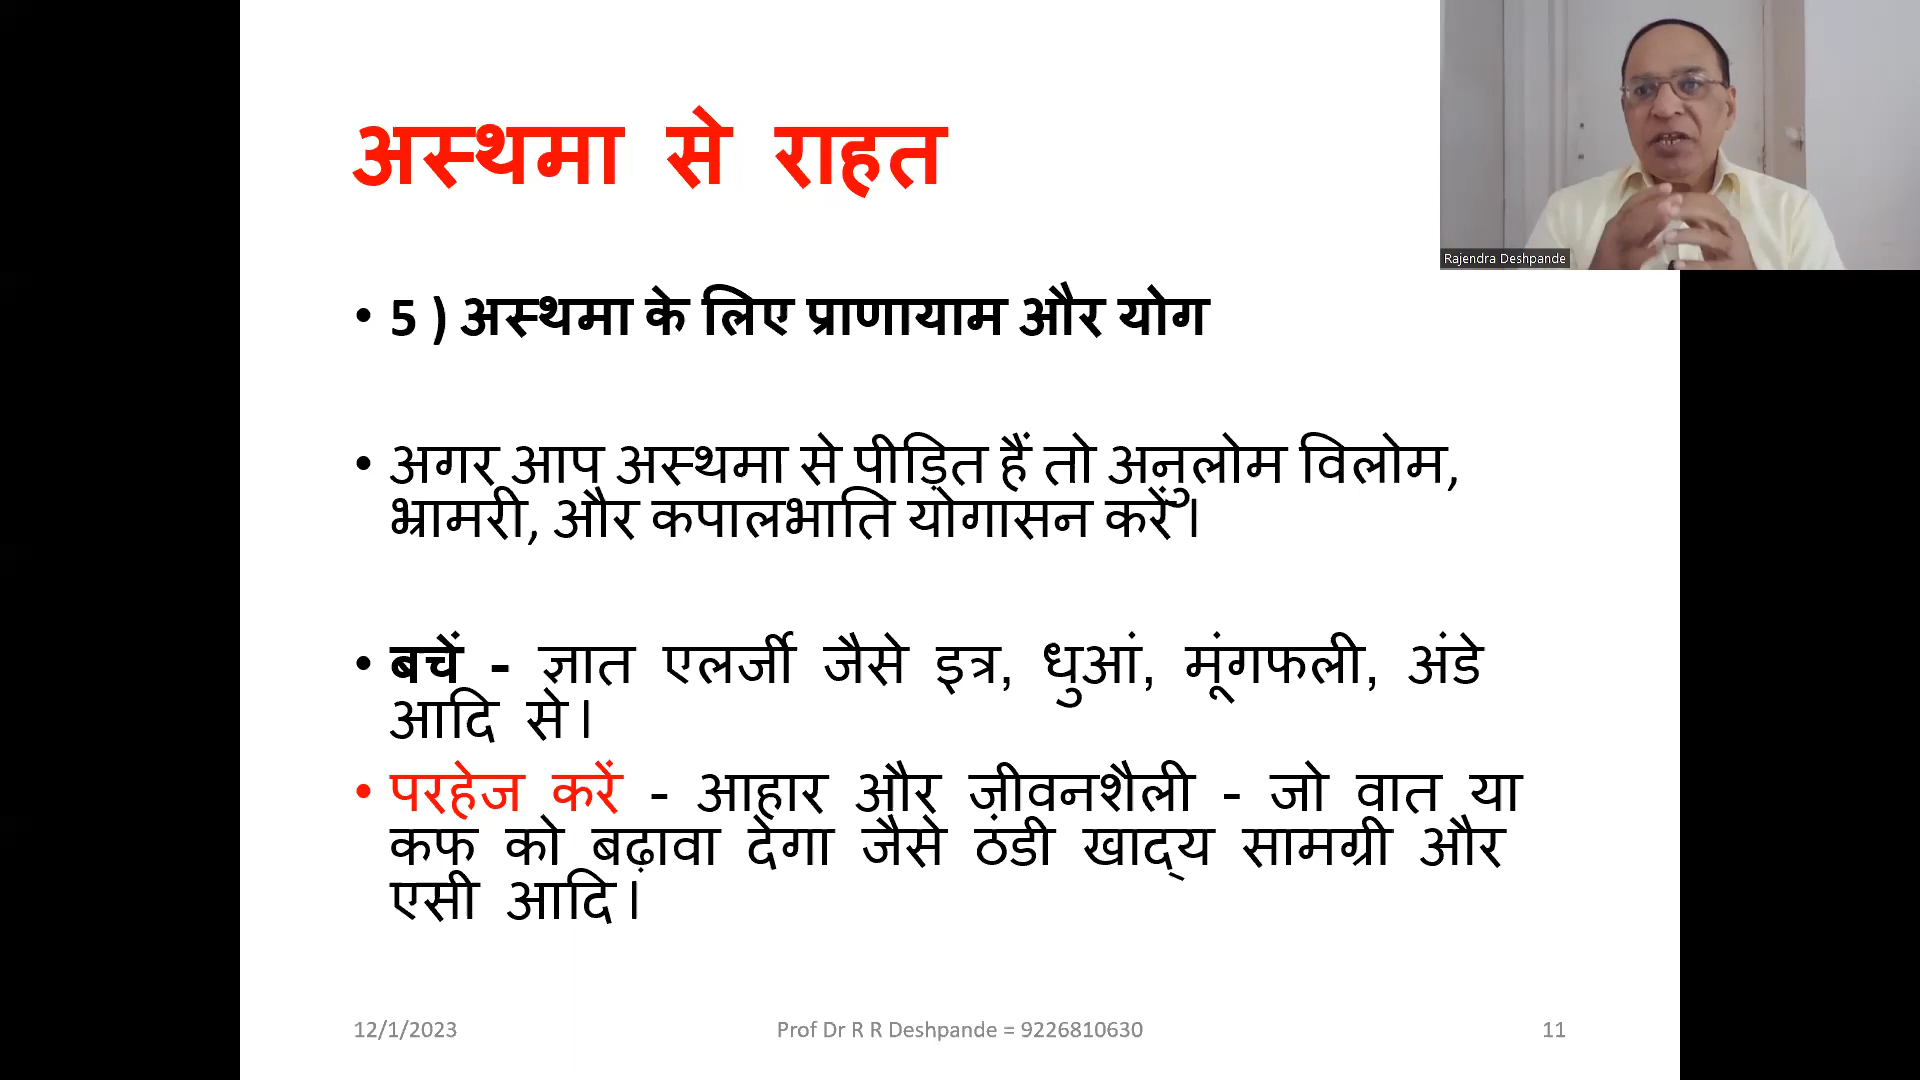 अस्थमा से राहत
Rajendra Deshpande
• 5 ) अस्थमा के लिए प्राणायाम और योग
• अगर आप अस्थमा से पीड़ित हैं तो अनुलोम विलोम,
भ्रामरी, और कपालभाति योगासन करें।
• बचें - ज्ञात एलर्जी जैसे इत्र, धुआं, मूंगफली, अंडे
आदि से।
• परहेज करें - आहार और जीवनशैली - जो वात या
कफ को बढ़ावा देगा जैसे ठंडी खाद्य सामग्री और
एसी आदि।
12/1/2023 Prof Dr R R Deshpande = 9226810630 11